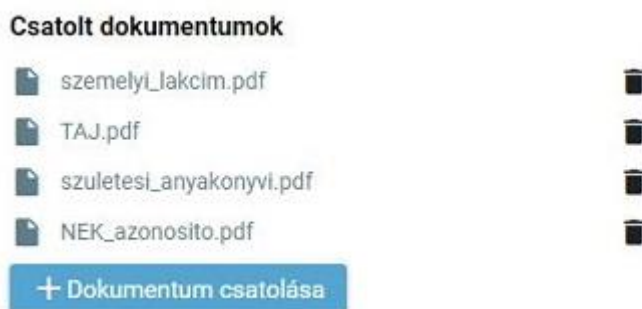 Csatolt dokumentumok
szemelyi_lakcim.pdf
TAJ.pdf
szuletesi_anyakonyvi.pdf
NEK_azonosito.pdf
+ Dokumentum csatolása